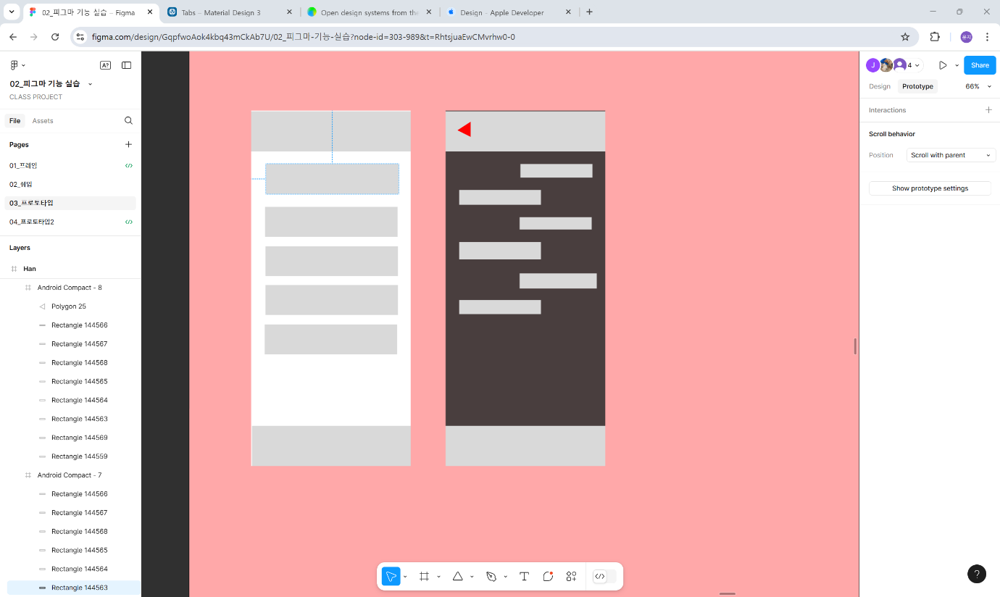 02_피그마 기능 실습 – Figma
Tabs – Material Design 3
Open design systems from the
Design - Apple Developer
figma.com/design/GqpfwoAok4kbq43mCkAb7U/02_피그마-기능-실습?node-id=303-989&t=RhtsjuaEwCMvrhw0-0
윤지
A?
02_피그마 기능 실습
CLASS PROJECT
File
Assets
Pages
01_프레임
02_쉐입
03_프로토타입
04_프로토타입2
Layers
Han
Android Compact - 8
Polygon 25
Rectangle 144566
Rectangle 144567
Rectangle 144568
Rectangle 144565
Rectangle 144564
Rectangle 144563
Rectangle 144569
Rectangle 144559
Android Compact - 7
Rectangle 144566
Rectangle 144567
Rectangle 144568
Rectangle 144565
Rectangle 144564
Rectangle 144563
J
4
Share
Design
Prototype
66%
Interactions
Scroll behavior
Position
Scroll with parent
Show prototype settings
?